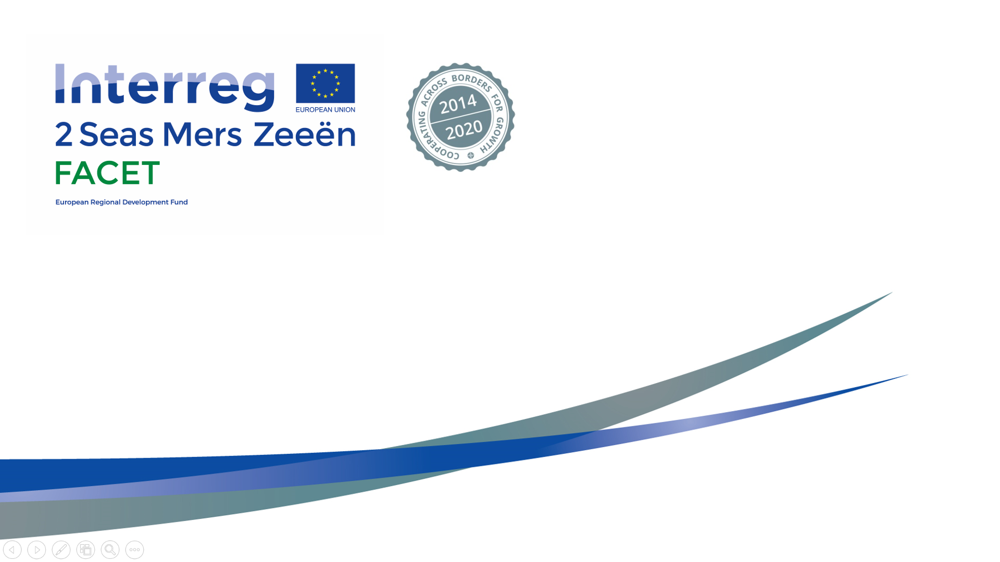 Interreg
EUROPEAN UNION
2 Seas Mers Zeeën
FACET
European Regional Development Fund
COOPERATING ACROSS BORDERS FOR GROWTH
2014
2020